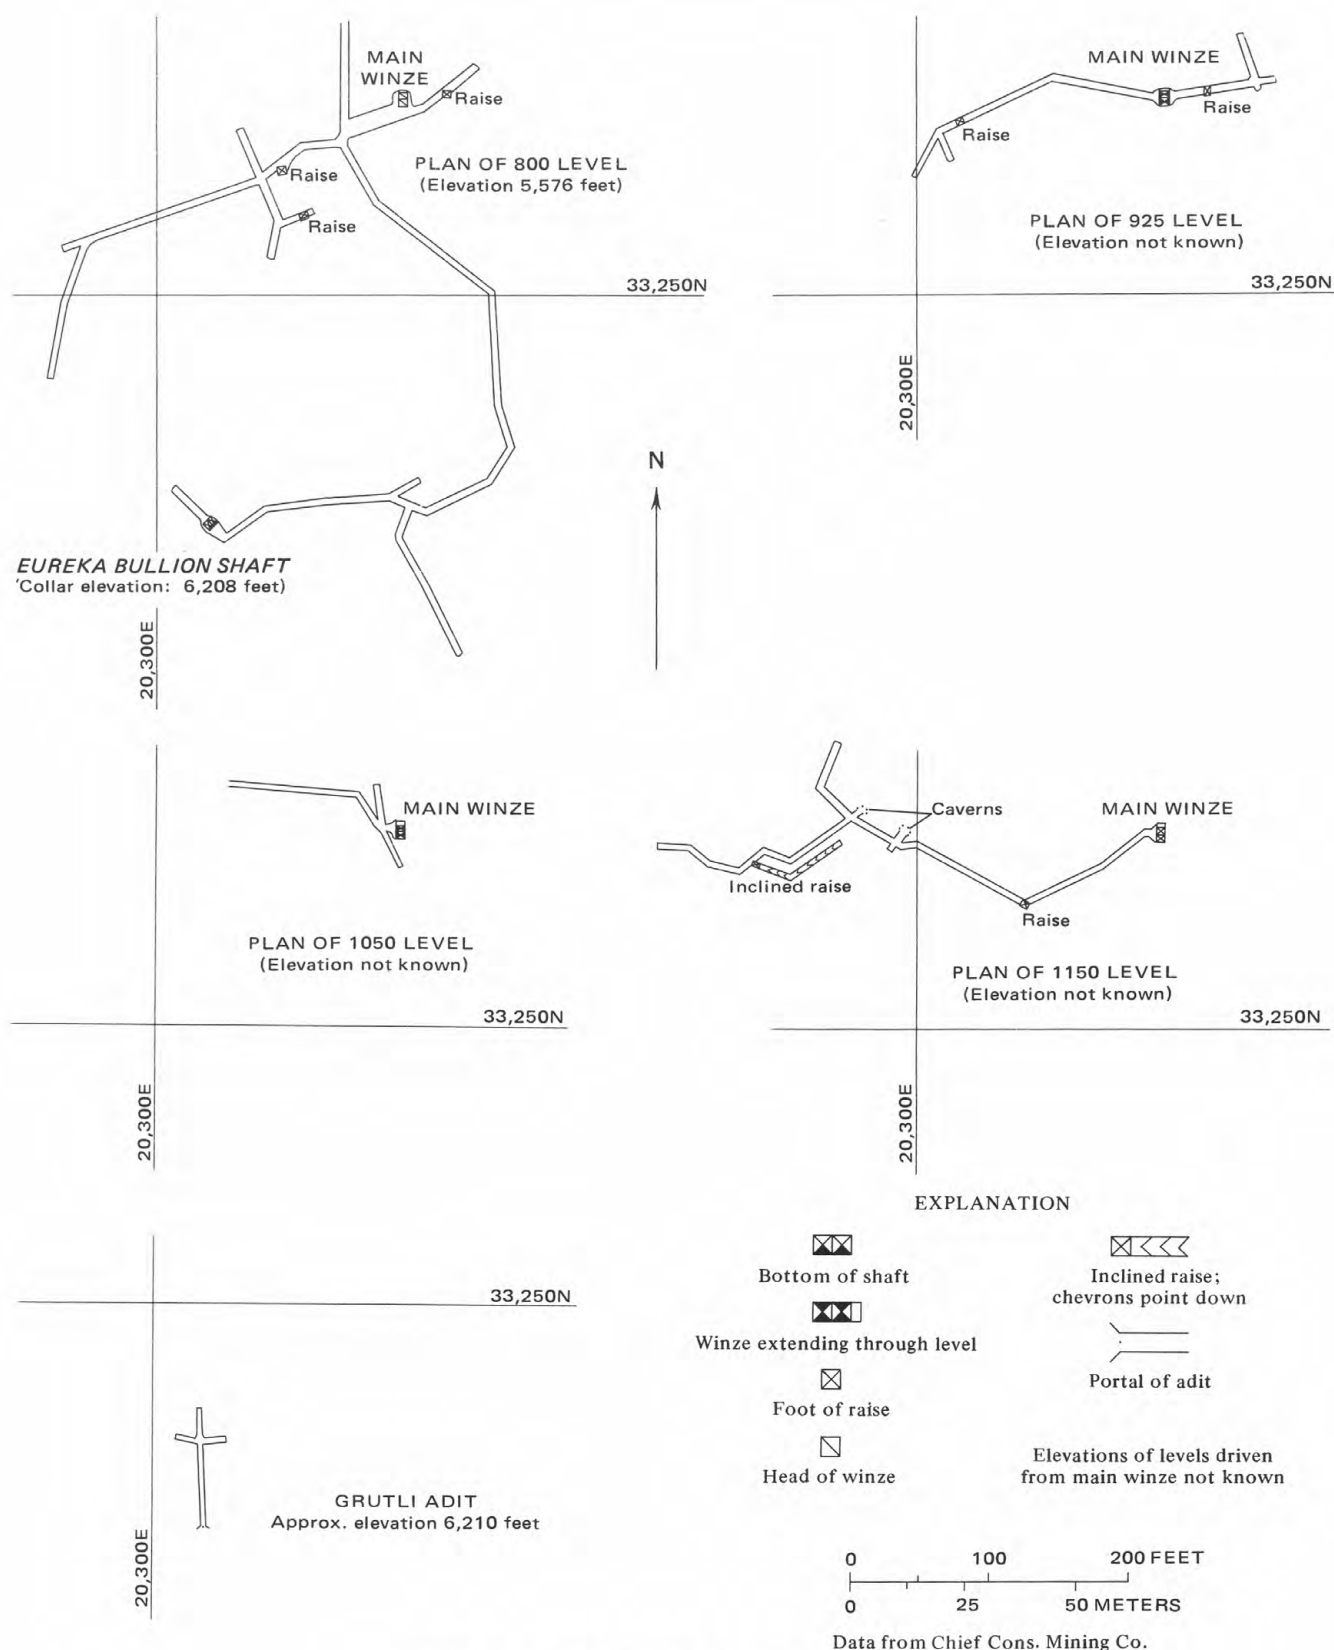 MAIN
WINZE
Raise
PLAN OF 800 LEVEL
(Elevation 5,576 feet)
Raise
Raise
33,250N
EUREKA BULLION SHAFT
'Collar elevation: 6,208 feet)
20,300E
MAIN WINZE
Raise
Raise
PLAN OF 925 LEVEL
(Elevation not known)
33,250N
20,300E
N
MAIN WINZE
PLAN OF 1050 LEVEL
(Elevation not known)
33,250N
20,300E
Caverns
MAIN WINZE
Inclined raise
Raise
PLAN OF 1150 LEVEL
(Elevation not known)
33,250N
20,300E
33,250N
GRUTLI ADIT
Approx. elevation 6,210 feet
20,300E
EXPLANATION
Bottom of shaft
Winze extending through level
Foot of raise
Head of winze
Inclined raise;
chevrons point down
Portal of adit
Elevations of levels driven
from main winze not known
0 100 200 FEET
0 25 50 METERS
Data from Chief Cons. Mining Co.